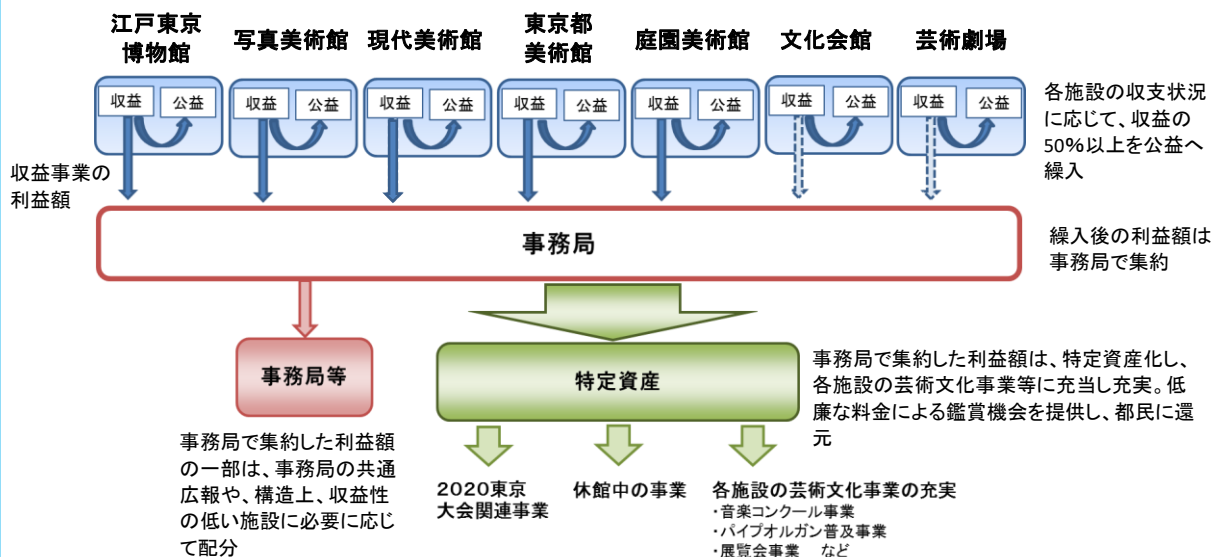 江戸東京
博物館
写真美術館
現代美術館
東京都
美術館
庭園美術館
文化会館
芸術劇場
収益 公益
収益 公益
収益 公益
収益 公益
収益 公益
収益 公益
収益 公益
各施設の収支状況
に応じて、収益の
50%以上を公益へ
繰入
収益事業の
利益額
事務局
繰入後の利益額は
事務局で集約
事務局等
特定資産
事務局で集約した利益額は、特定資産化し、
各施設の芸術文化事業等に充当し充実。低
廉な料金による鑑賞機会を提供し、都民に還
元
事務局で集約した利益額
の一部は、事務局の共通
広報や、構造上、収益性
の低い施設に必要に応じ
て配分
2020東京
大会関連事業
休館中の事業
各施設の芸術文化事業の充実
・音楽コンクール事業
・パイプオルガン普及事業
・展覧会事業 など